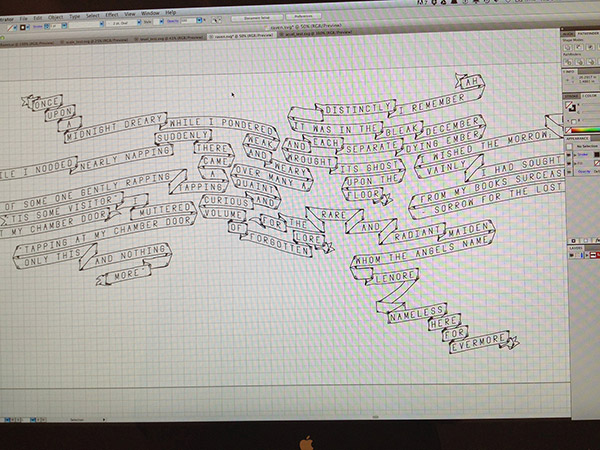 Object Type Select Effect View Window Help
Document Setup
Preferences
raven.svg* @ 50% (RGB/Preview)
ONCE
UPON
A
MIDNIGHT DREARY
WHILE I PONDERED
WEAK
AND
WEARY
OVER MANY A
QUAINT
AND
CURIOUS
VOLUME
OF
FORGOTTEN
LORE
WHILE I NODDED
NEARLY NAPPING
SUDDENLY
THERE
CAME
A
TAPPING
OF SOME ONE GENTLY RAPPING
AT MY CHAMBER DOOR
'TIS SOME VISITOR
I
MUTTERED
"TAPPING AT MY CHAMBER DOOR
ONLY THIS
AND NOTHING
MORE"
AH
DISTINCTLY
I REMEMBER
IT WAS IN THE
BLEAK
DECEMBER
AND
EACH
SEPARATE
DYING EMBER
WROUGHT
ITS GHOST
UPON THE
FLOOR
I WISHED THE MORROW
VAINLY
I HAD SOUGHT
FROM MY BOOKS SURCEASE
SORROW FOR THE LOST
FOR THE
RARE
AND
RADIANT
MAIDEN
WHOM THE ANGELS NAME
LENORE
NAMELESS
HERE
FOR
EVERMORE